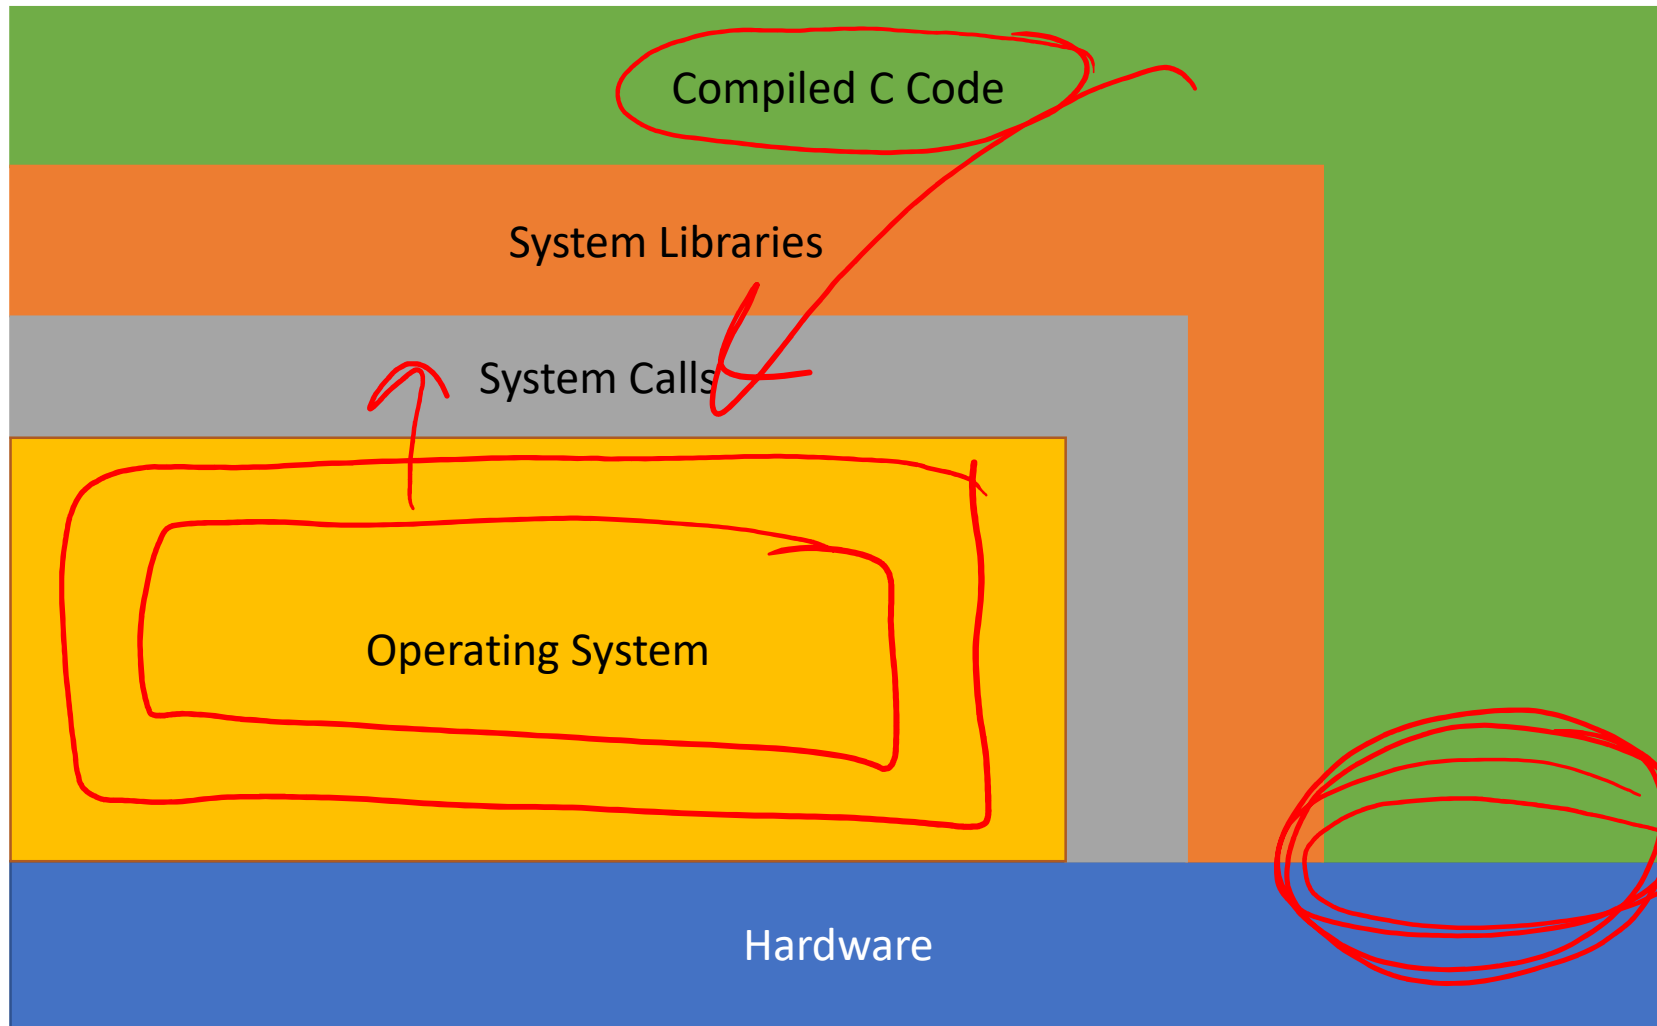 Compiled C Code
System Libraries
System Calls
Operating System
Hardware